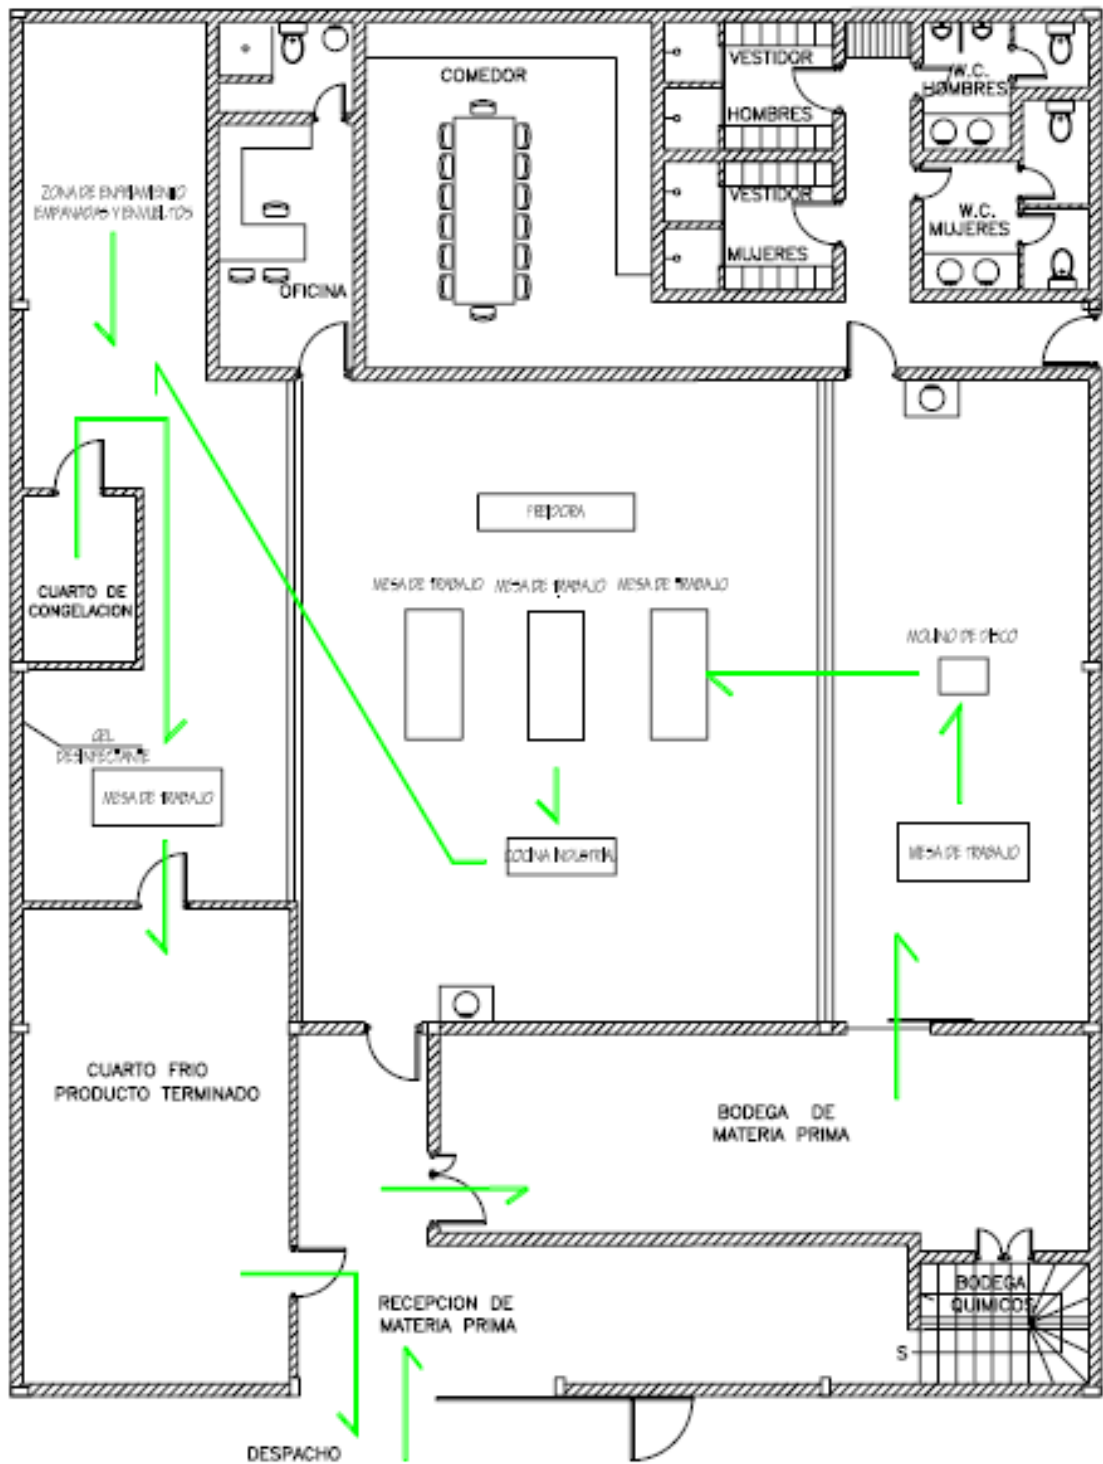 COMEDOR
VESTIDOR
HOMBRES
VESTIDOR
MUJERES
W.C.
HOMBRES
W.C.
MUJERES
ZONA DE ENFRIAMIENTO
EMPANADAS Y ENVUELTOS
OFICINA
FREIDORA
MESA DE TRABAJO
MESA DE TRABAJO
MESA DE TRABAJO
MOLINO DE DISCO
CUARTO DE
CONGELACION
GEL
DESINFECTANTE
MESA DE TRABAJO
COCINA INDUSTRIAL
MESA DE TRABAJO
CUARTO FRIO
PRODUCTO TERMINADO
BODEGA DE
MATERIA PRIMA
RECEPCION DE
MATERIA PRIMA
BODEGA
QUIMICOS
S
DESPACHO